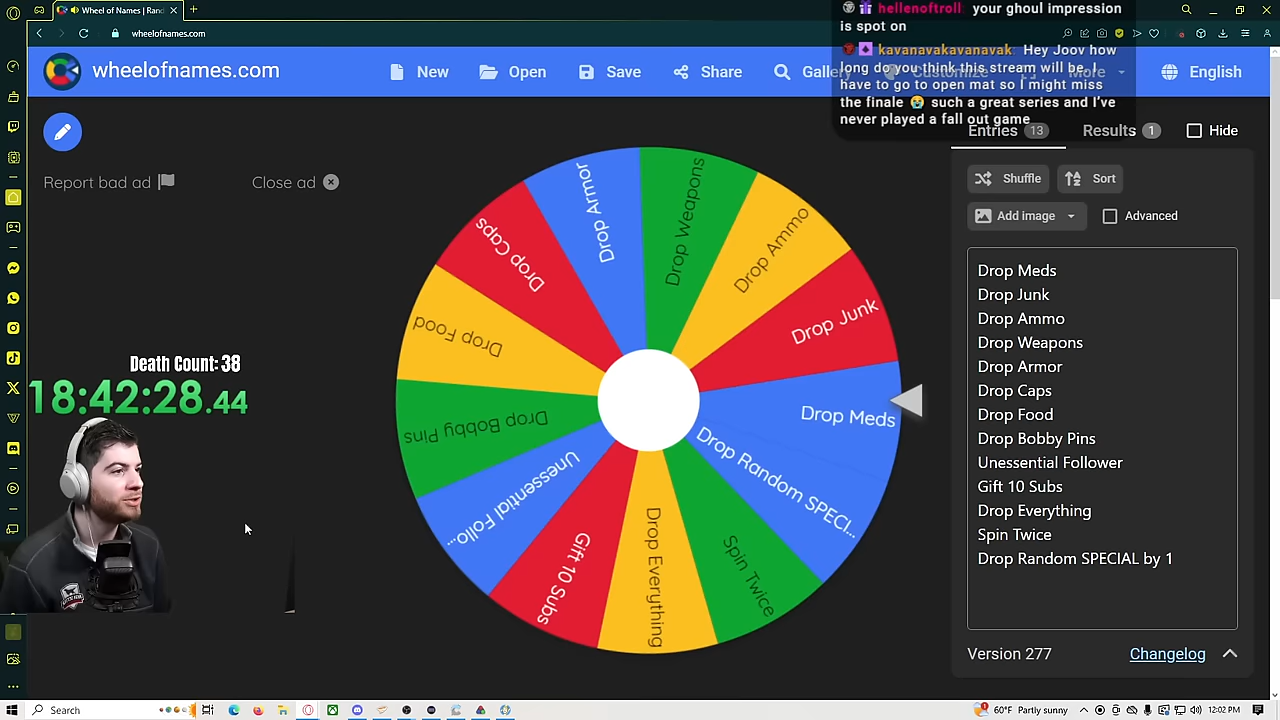 Wheel of Names | Rand
wheelofnames.com
hellenoftroll your ghoul impression
is spot on
kavanavakavanavak: Hey Joov how
long do you think this stream will be. I
have to go to open mat so I might miss
the finale 😭 such a great series and I've
never played a fall out game
wheelofnames.com
New
Open
Save
Share
Gallery
Customize
More
English
Report bad ad
Close ad
Entries 13
Results 1
Hide
Shuffle
Sort
Add image
Advanced
Drop Meds
Drop Junk
Drop Ammo
Drop Weapons
Drop Armor
Drop Caps
Drop Food
Drop Bobby Pins
Unessential Follower
Gift 10 Subs
Drop Everything
Spin Twice
Drop Random SPECIAL by 1
Version 277
Changelog
Drop Armor
Drop Weapons
Drop Ammo
Drop Junk
Drop Meds
Drop Random SPECI...
Spin Twice
Drop Everything
Gift 10 Subs
Unessential Follo...
Drop Bobby Pins
Drop Food
Drop Caps
Death Count: 38
18:42:28.44
Search
60°F Partly sunny
12:02 PM